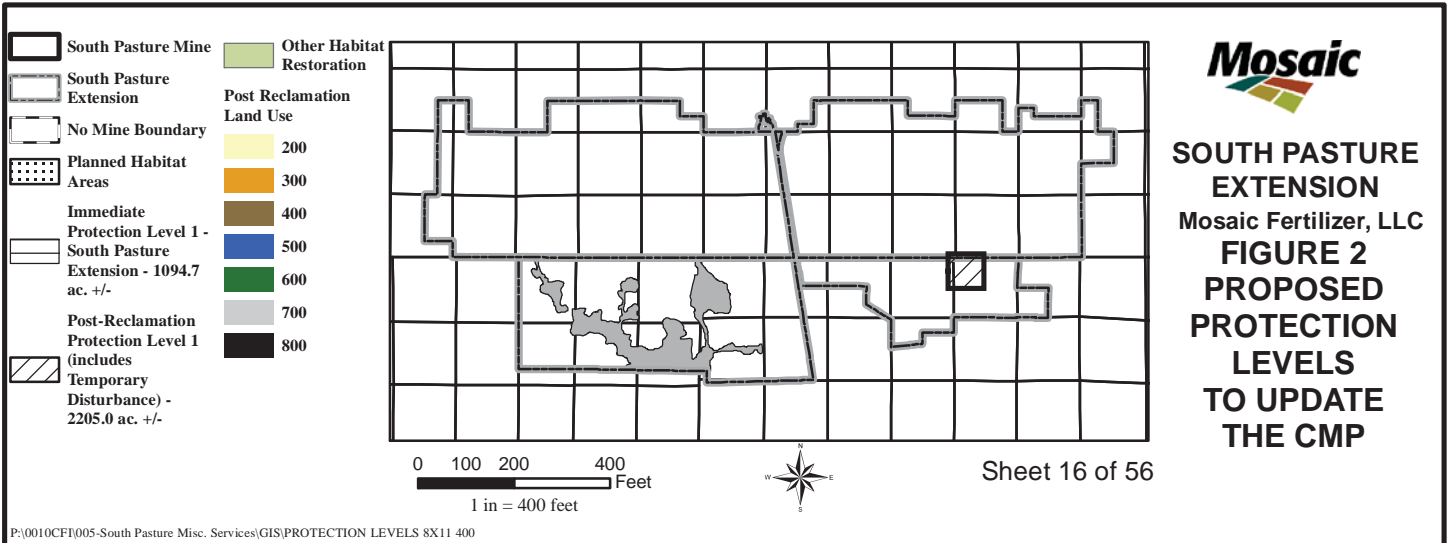 South Pasture Mine
South Pasture
Extension
No Mine Boundary
Planned Habitat
Areas
Immediate
Protection Level 1 -
South Pasture
Extension - 1094.7
ac. +/-
Post-Reclamation
Protection Level 1
(includes
Temporary
Disturbance) -
2205.0 ac. +/-
Other Habitat
Restoration
Post Reclamation
Land Use
200
300
400
500
600
700
800
0 100 200 400
Feet
1 in = 400 feet
N
W E
S
Sheet 16 of 56
Mosaic
SOUTH PASTURE
EXTENSION
Mosaic Fertilizer, LLC
FIGURE 2
PROPOSED
PROTECTION
LEVELS
TO UPDATE
THE CMP
P:\0010CFI\005-South Pasture Misc. Services\GIS\PROTECTION LEVELS 8X11 400